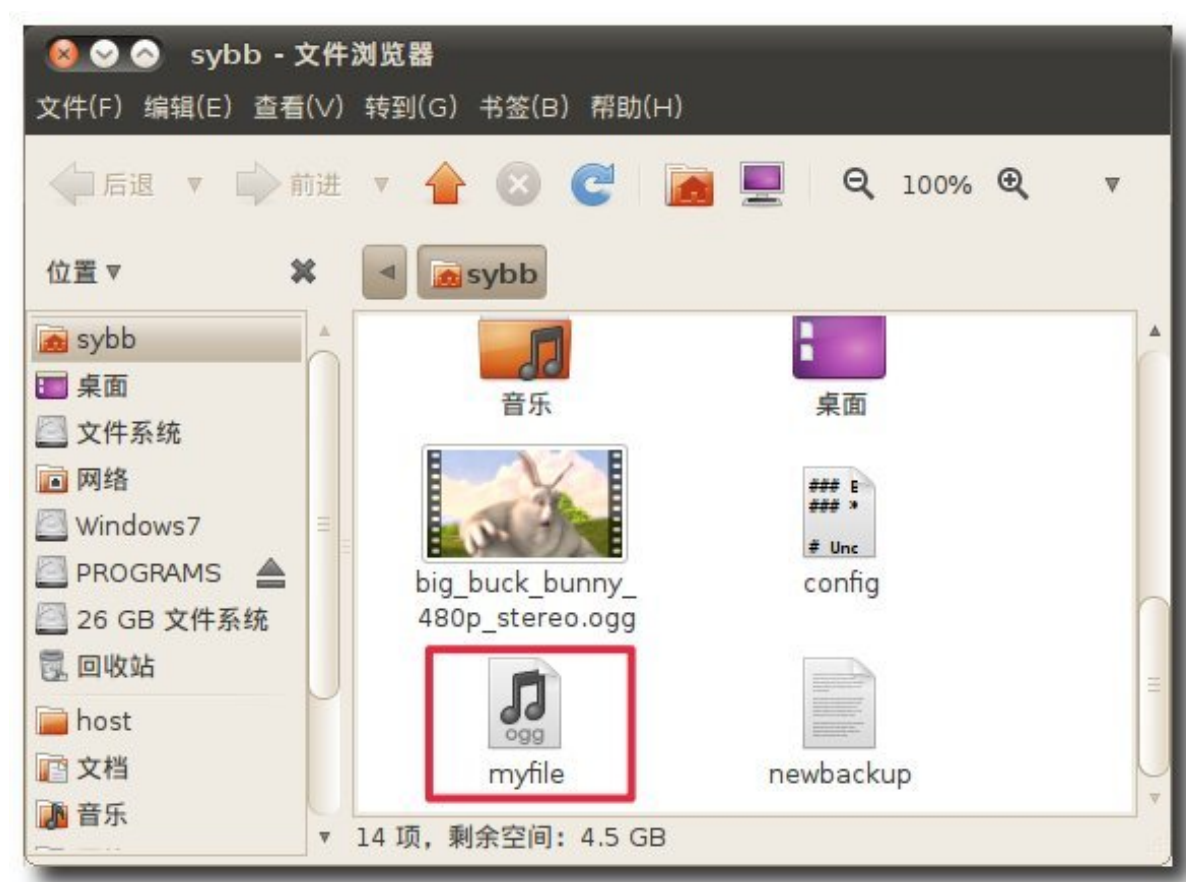 sybb - 文件浏览器
文件(F) 编辑(E) 查看(V) 转到(G) 书签(B) 帮助(H)
后退 前进 100%
位置 sybb
sybb
桌面
文件系统
网络
Windows7
PROGRAMS
26 GB 文件系统
回收站
host
文档
音乐
音乐 桌面
### E
### *
# Unc
big_buck_bunny_
480p_stereo.ogg
config
ogg
myfile
newbackup
14 项，剩余空间：4.5 GB